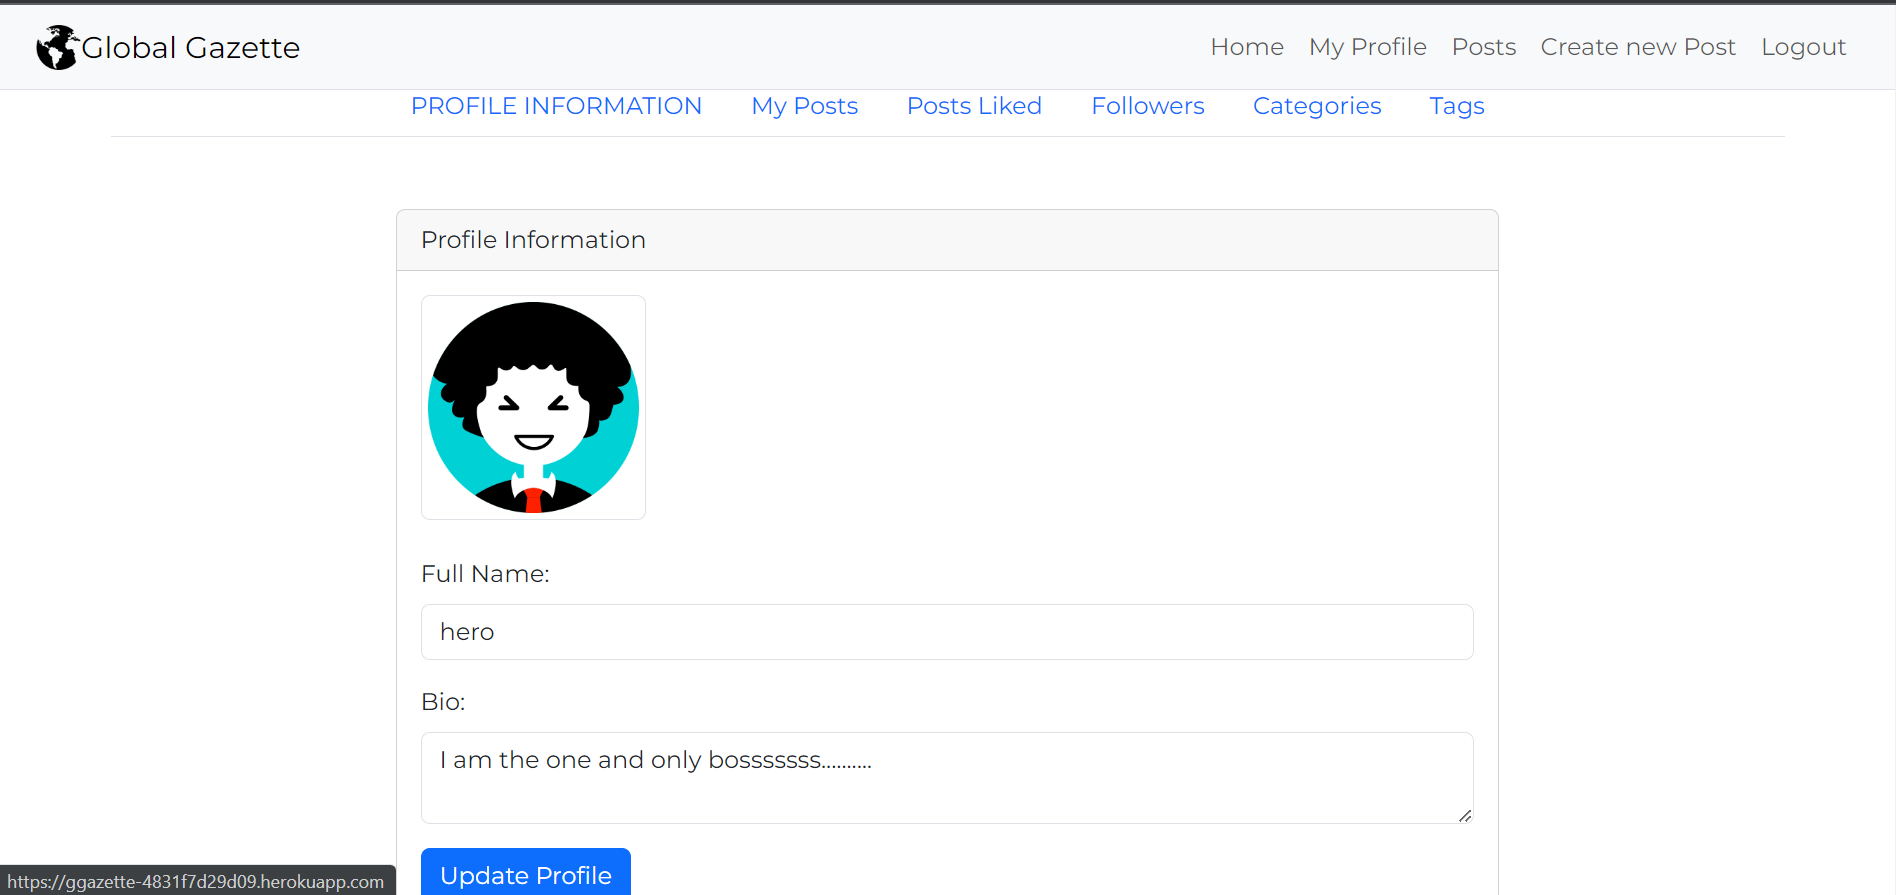 Global Gazette Home My Profile Posts Create new Post Logout
PROFILE INFORMATION My Posts Posts Liked Followers Categories Tags
Profile Information
Full Name:
hero
Bio:
I am the one and only bosssssss..........
Update Profile
https://ggazette-4831f7d29d09.herokuapp.com